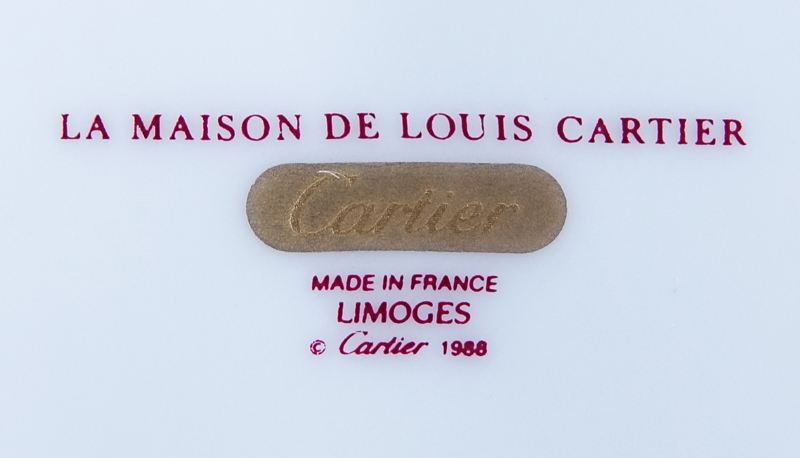 LA MAISON DE LOUIS CARTIER
Cartier
MADE IN FRANCE
LIMOGES
© Cartier 1988